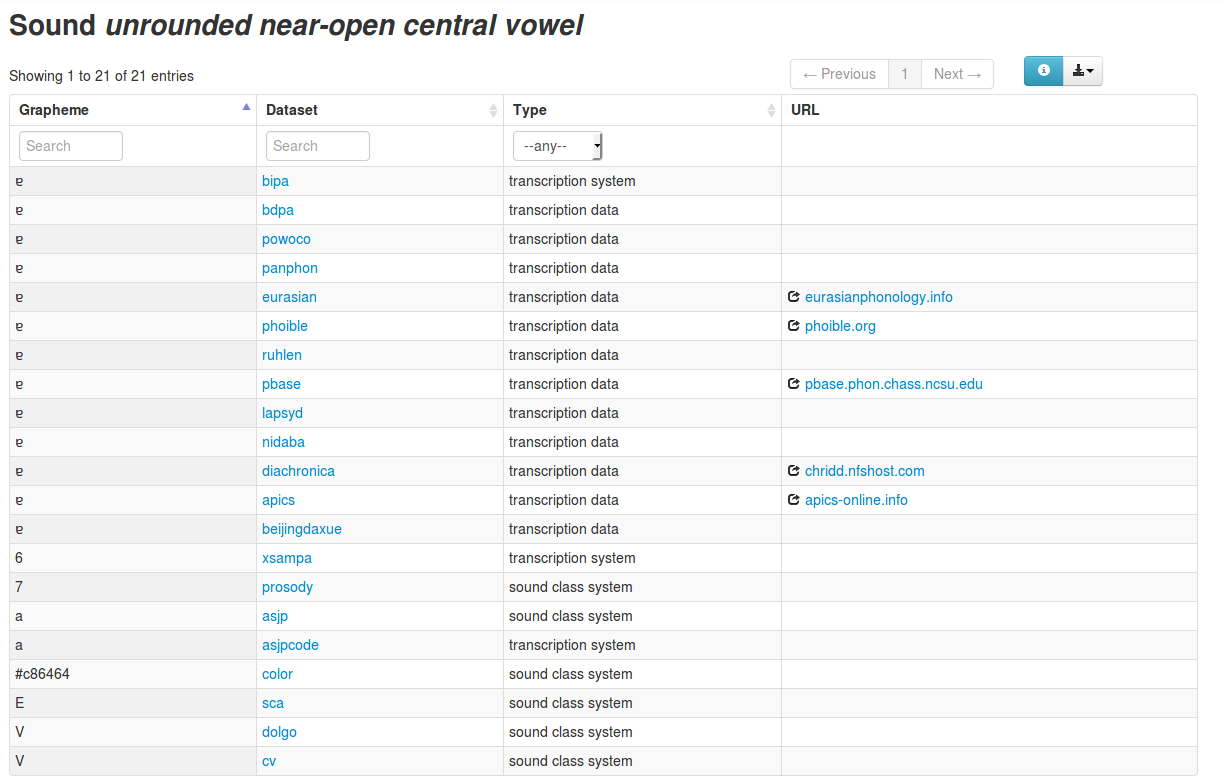 Sound unrounded near-open central vowel
Showing 1 to 21 of 21 entries
← Previous 1 Next →
Grapheme Dataset Type URL
Search Search --any--
ɐ bipa transcription system
ɐ bdpa transcription data
ɐ powoco transcription data
ɐ panphon transcription data
ɐ eurasian transcription data eurasianphonology.info
ɐ phoible transcription data phoible.org
ɐ ruhlen transcription data
ɐ pbase transcription data pbase.phon.chass.ncsu.edu
ɐ lapsyd transcription data
ɐ nidaba transcription data
ɐ diachronica transcription data chridd.nfshost.com
ɐ apics transcription data apics-online.info
ɐ beijingdaxue transcription data
6 xsampa transcription system
7 prosody sound class system
a asjp sound class system
a asjpcode transcription system
#c86464 color sound class system
E sca sound class system
V dolgo sound class system
V cv sound class system